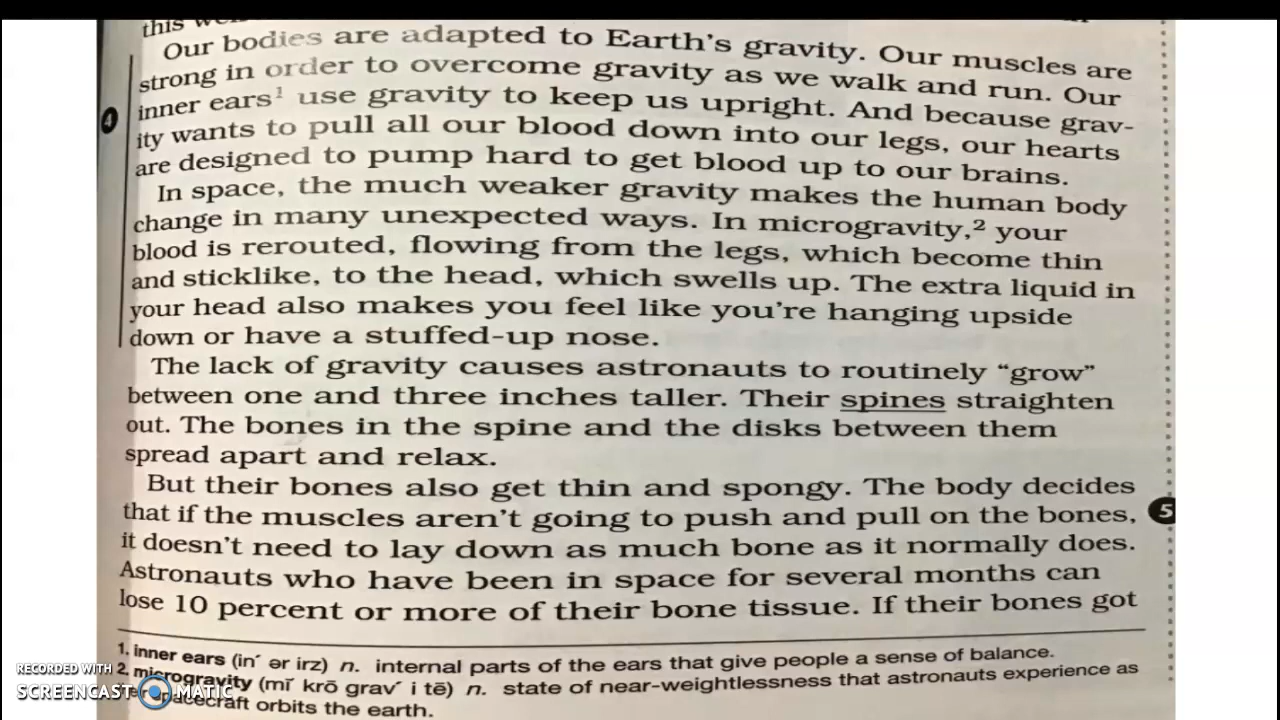 this
Our bodies are adapted to Earth's gravity. Our muscles are
strong in order to overcome gravity as we walk and run. Our
inner ears¹ use gravity to keep us upright. And because grav-
4
ity wants to pull all our blood down into our legs, our hearts
are designed to pump hard to get blood up to our brains.
In space, the much weaker gravity makes the human body
change in many unexpected ways. In microgravity,² your
blood is rerouted, flowing from the legs, which become thin
and sticklike, to the head, which swells up. The extra liquid in
your head also makes you feel like you're hanging upside
down or have a stuffed-up nose.
The lack of gravity causes astronauts to routinely “grow”
between one and three inches taller. Their spines straighten
out. The bones in the spine and the disks between them
spread apart and relax.
But their bones also get thin and spongy. The body decides
that if the muscles aren't going to push and pull on the bones,
5
it doesn't need to lay down as much bone as it normally does.
Astronauts who have been in space for several months can
lose 10 percent or more of their bone tissue. If their bones got
1. inner ears (in´ ər irz) n. internal parts of the ears that give people a sense of balance.
2. microgravity (mī´ krō grav´ i tē) n. state of near-weightlessness that astronauts experience as
spacecraft orbits the earth.
RECORDED WITH
SCREENCAST MATIC